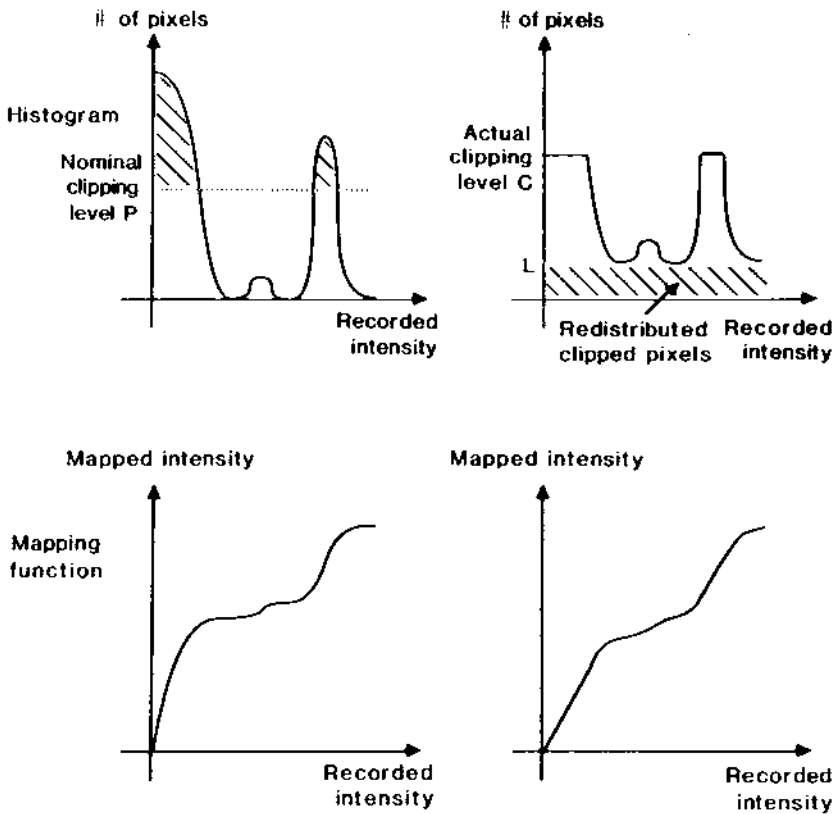 # of pixels
Histogram
Nominal
clipping
level P
Recorded
intensity
# of pixels
Actual
clipping
level C
L
Redistributed
clipped pixels
Recorded
intensity
Mapped intensity
Mapping
function
Recorded
intensity
Mapped intensity
Recorded
intensity